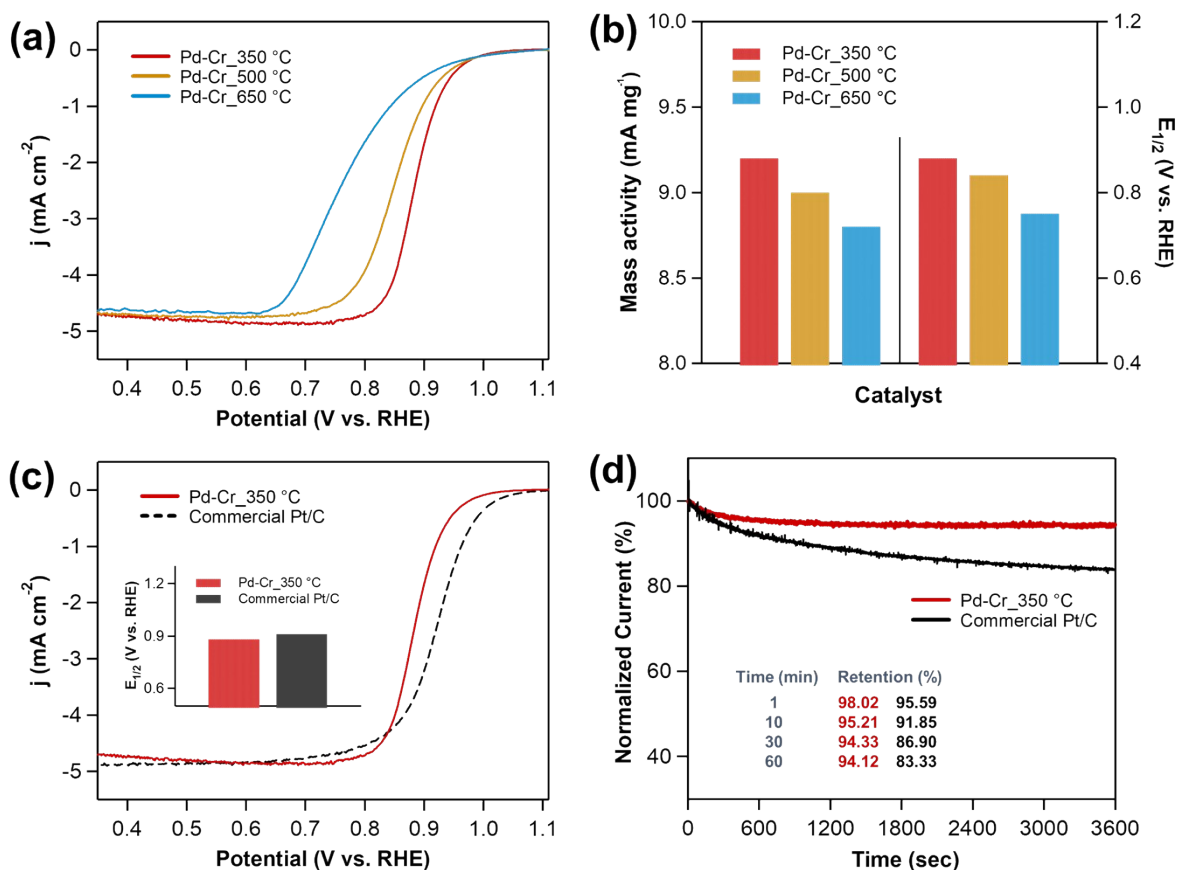 (a)
Pd-Cr_350 °C
Pd-Cr_500 °C
Pd-Cr_650 °C
0
-1
-2
-3
-4
-5
j (mA cm-2)
0.4 0.5 0.6 0.7 0.8 0.9 1.0 1.1
Potential (V vs. RHE)
(b)
Pd-Cr_350 °C
Pd-Cr_500 °C
Pd-Cr_650 °C
10.0
9.5
9.0
8.5
8.0
Mass activity (mA mg-1)
1.2
1.0
0.8
0.6
0.4
E1/2 (V vs. RHE)
Catalyst
(c)
Pd-Cr_350 °C
Commercial Pt/C
0
-1
-2
-3
-4
-5
j (mA cm-2)
Pd-Cr_350 °C
Commercial Pt/C
1.2
0.9
0.6
E1/2 (V vs. RHE)
0.4 0.5 0.6 0.7 0.8 0.9 1.0 1.1
Potential (V vs. RHE)
(d)
100
80
60
40
Normalized Current (%)
Pd-Cr_350 °C
Commercial Pt/C
Time (min) Retention (%)
1 98.02 95.59
10 95.21 91.85
30 94.33 86.90
60 94.12 83.33
0 600 1200 1800 2400 3000 3600
Time (sec)